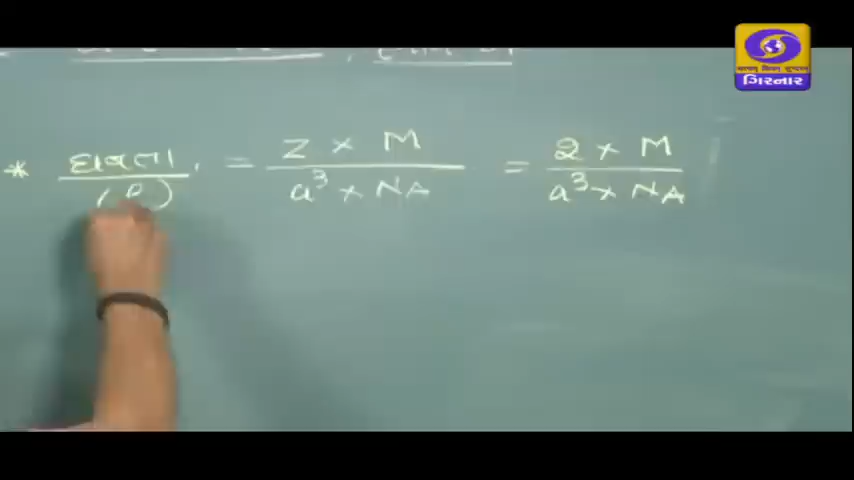 * ઘનતા (ρ) = Z × M / a³ × NA = 2 × M / a³ × NA
ગિરનાર